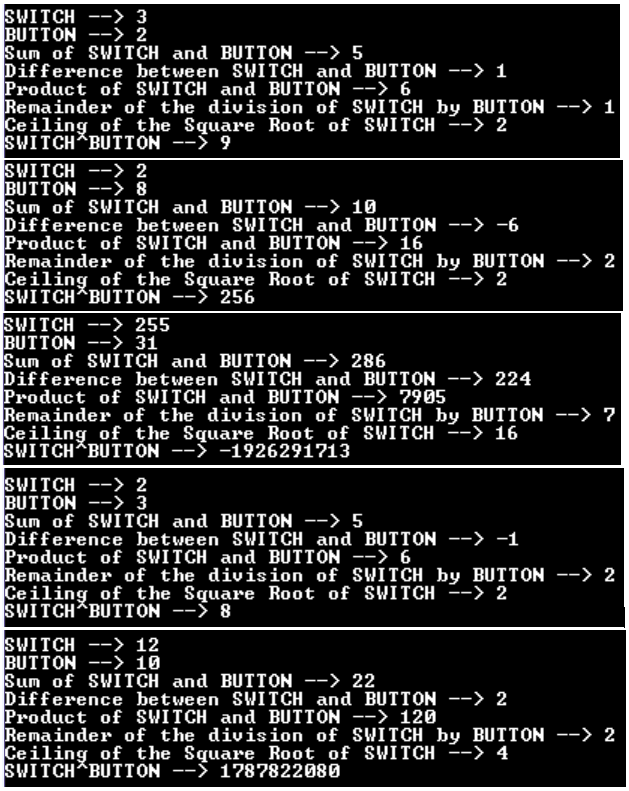 SWITCH --> 3
BUTTON --> 2
Sum of SWITCH and BUTTON --> 5
Difference between SWITCH and BUTTON --> 1
Product of SWITCH and BUTTON --> 6
Remainder of the division of SWITCH by BUTTON --> 1
Ceiling of the Square Root of SWITCH --> 2
SWITCH^BUTTON --> 9
SWITCH --> 2
BUTTON --> 8
Sum of SWITCH and BUTTON --> 10
Difference between SWITCH and BUTTON --> -6
Product of SWITCH and BUTTON --> 16
Remainder of the division of SWITCH by BUTTON --> 2
Ceiling of the Square Root of SWITCH --> 2
SWITCH^BUTTON --> 256
SWITCH --> 255
BUTTON --> 31
Sum of SWITCH and BUTTON --> 286
Difference between SWITCH and BUTTON --> 224
Product of SWITCH and BUTTON --> 7905
Remainder of the division of SWITCH by BUTTON --> 7
Ceiling of the Square Root of SWITCH --> 16
SWITCH^BUTTON --> -1926291713
SWITCH --> 2
BUTTON --> 3
Sum of SWITCH and BUTTON --> 5
Difference between SWITCH and BUTTON --> -1
Product of SWITCH and BUTTON --> 6
Remainder of the division of SWITCH by BUTTON --> 2
Ceiling of the Square Root of SWITCH --> 2
SWITCH^BUTTON --> 8
SWITCH --> 12
BUTTON --> 10
Sum of SWITCH and BUTTON --> 22
Difference between SWITCH and BUTTON --> 2
Product of SWITCH and BUTTON --> 120
Remainder of the division of SWITCH by BUTTON --> 2
Ceiling of the Square Root of SWITCH --> 4
SWITCH^BUTTON --> 1787822080